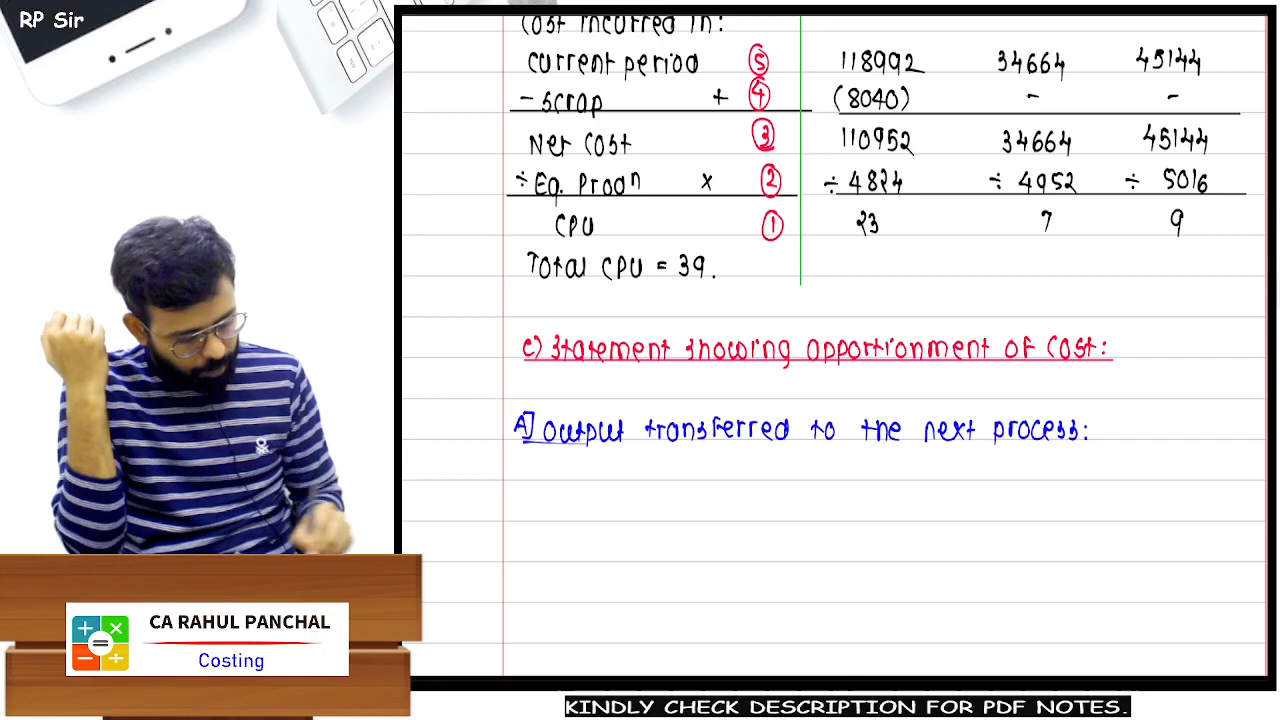 RP Sir
Cost incurred in:
Current period ⑤ 118992 34664 45144
- Scrap + ④ (8040) - -
Net Cost ③ 110952 34664 45144
÷ Eq. Prodn × ② ÷ 4824 ÷ 4952 ÷ 5016
CPU ① 23 7 9
Total CPU = 39.
C) Statement showing apportionment of Cost:
A] Output transferred to the next process:
CA RAHUL PANCHAL
Costing
KINDLY CHECK DESCRIPTION FOR PDF NOTES.